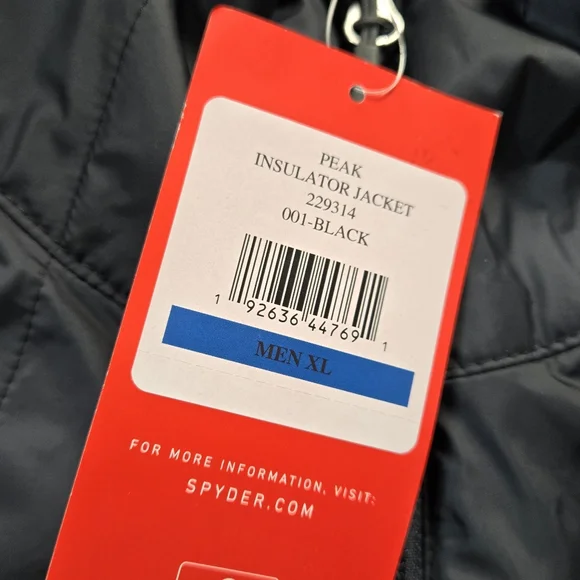 PEAK
INSULATOR JACKET
229314
001-BLACK
1 92636 44769 1
MEN XL
FOR MORE INFORMATION, VISIT:
SPYDER.COM